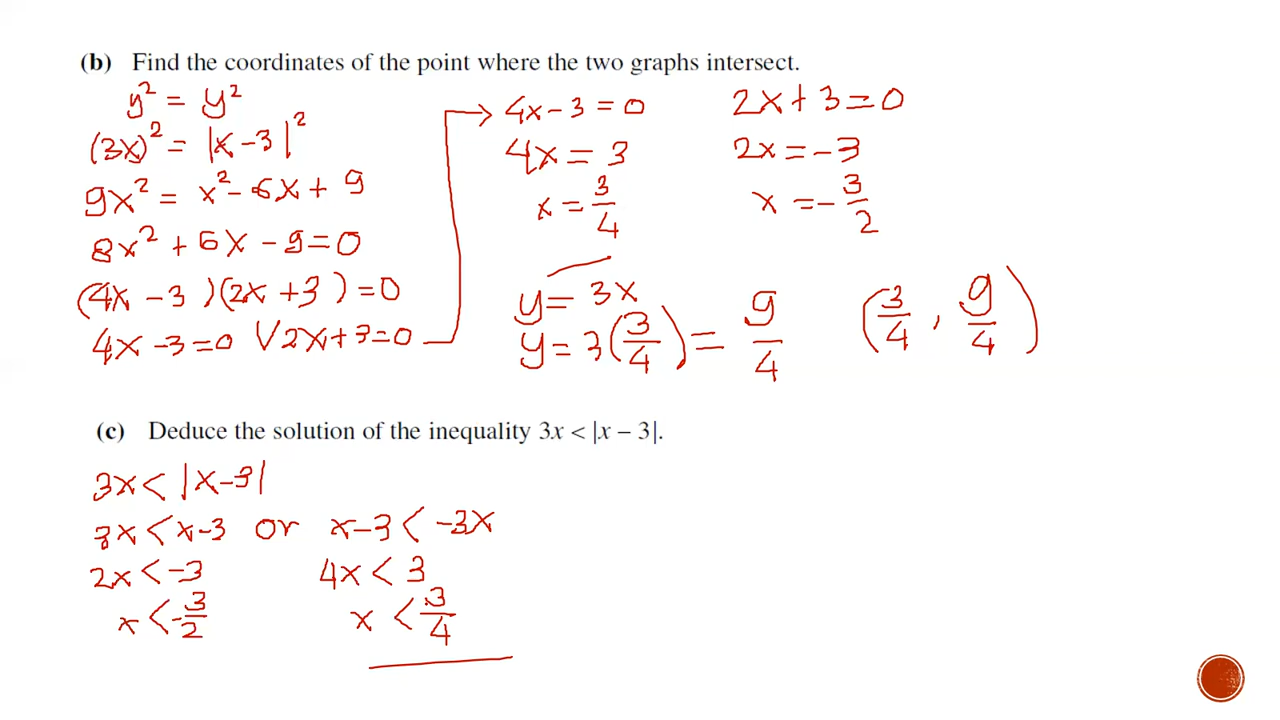 (b) Find the coordinates of the point where the two graphs intersect.
y² = y²
(3x)² = |x - 3|²
9x² = x² - 6x + 9
8x² + 6x - 9 = 0
(4x - 3)(2x + 3) = 0
4x - 3 = 0 ∨ 2x + 3 = 0
4x - 3 = 0
4x = 3
x = 3/4
2x + 3 = 0
2x = -3
x = -3/2
y = 3x
y = 3(3/4) = 9/4
(3/4, 9/4)
(c) Deduce the solution of the inequality 3x < |x − 3|.
3x < |x - 3|
3x < x - 3 or x - 3 < -3x
2x < -3 4x < 3
x < -3/2 x < 3/4